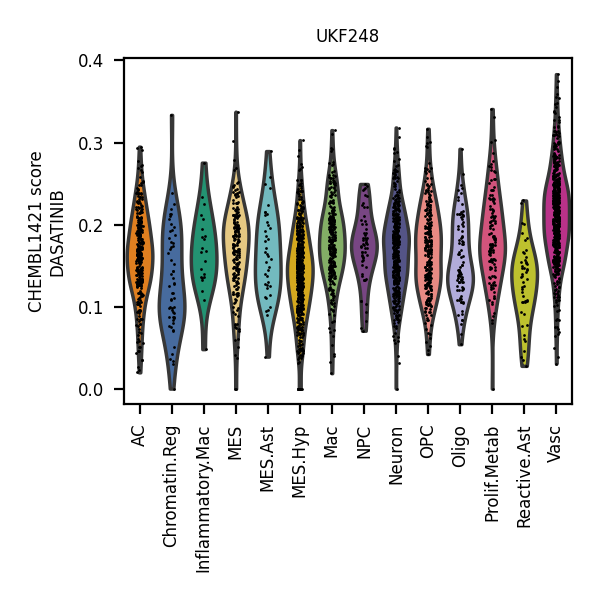 UKF248
CHEMBL1421 score
DASATINIB
0.4
0.3
0.2
0.1
0.0
AC
Chromatin.Reg
Inflammatory.Mac
MES
MES.Ast
MES.Hyp
Mac
NPC
Neuron
OPC
Oligo
Prolif.Metab
Reactive.Ast
Vasc